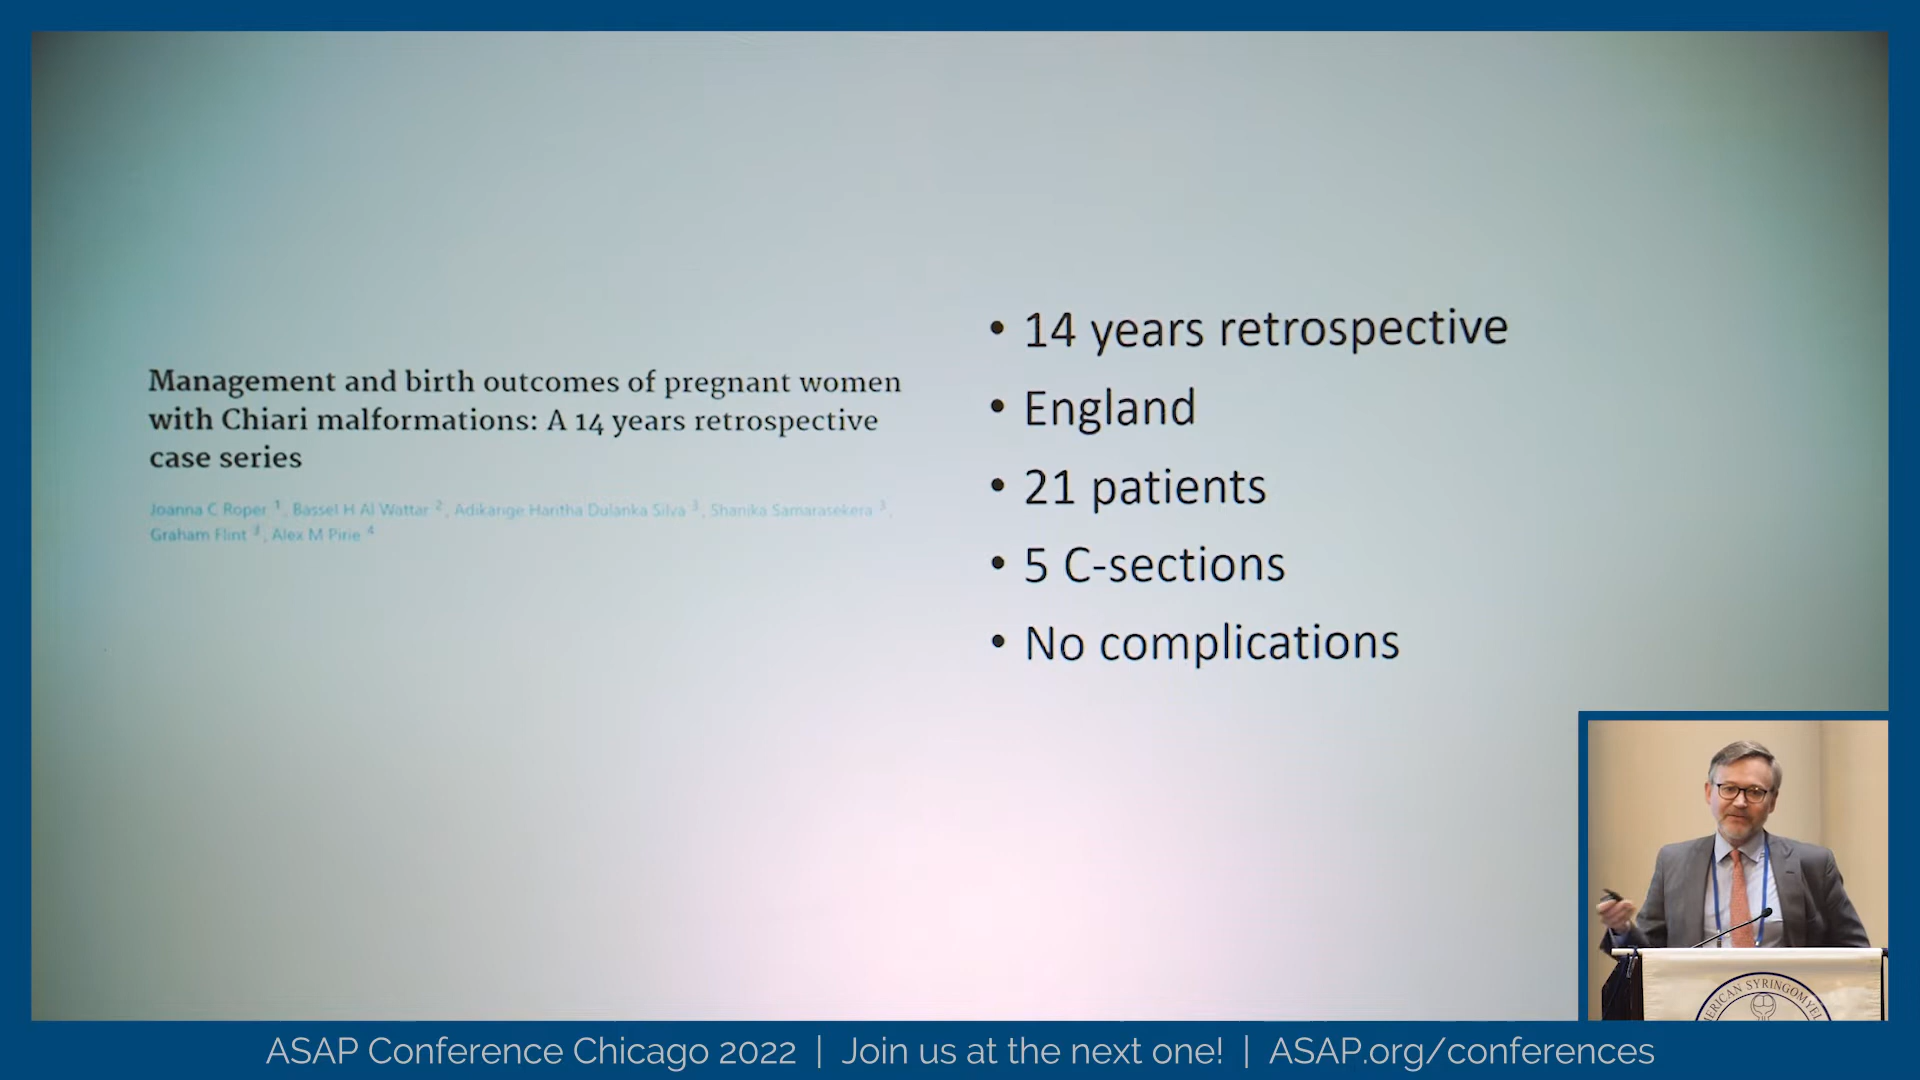 Management and birth outcomes of pregnant women
with Chiari malformations: A 14 years retrospective
case series
Joanna C Roper 1, Bassel H Al Wattar 2, Adikarige Haritha Dulanka Silva 3, Shanika Samarasekera 3,
Graham Flint 3, Alex M Pirie 4
• 14 years retrospective
• England
• 21 patients
• 5 C-sections
• No complications
ERICAN SYRINGOMYEL
ASAP Conference Chicago 2022 | Join us at the next one! | ASAP.org/conferences